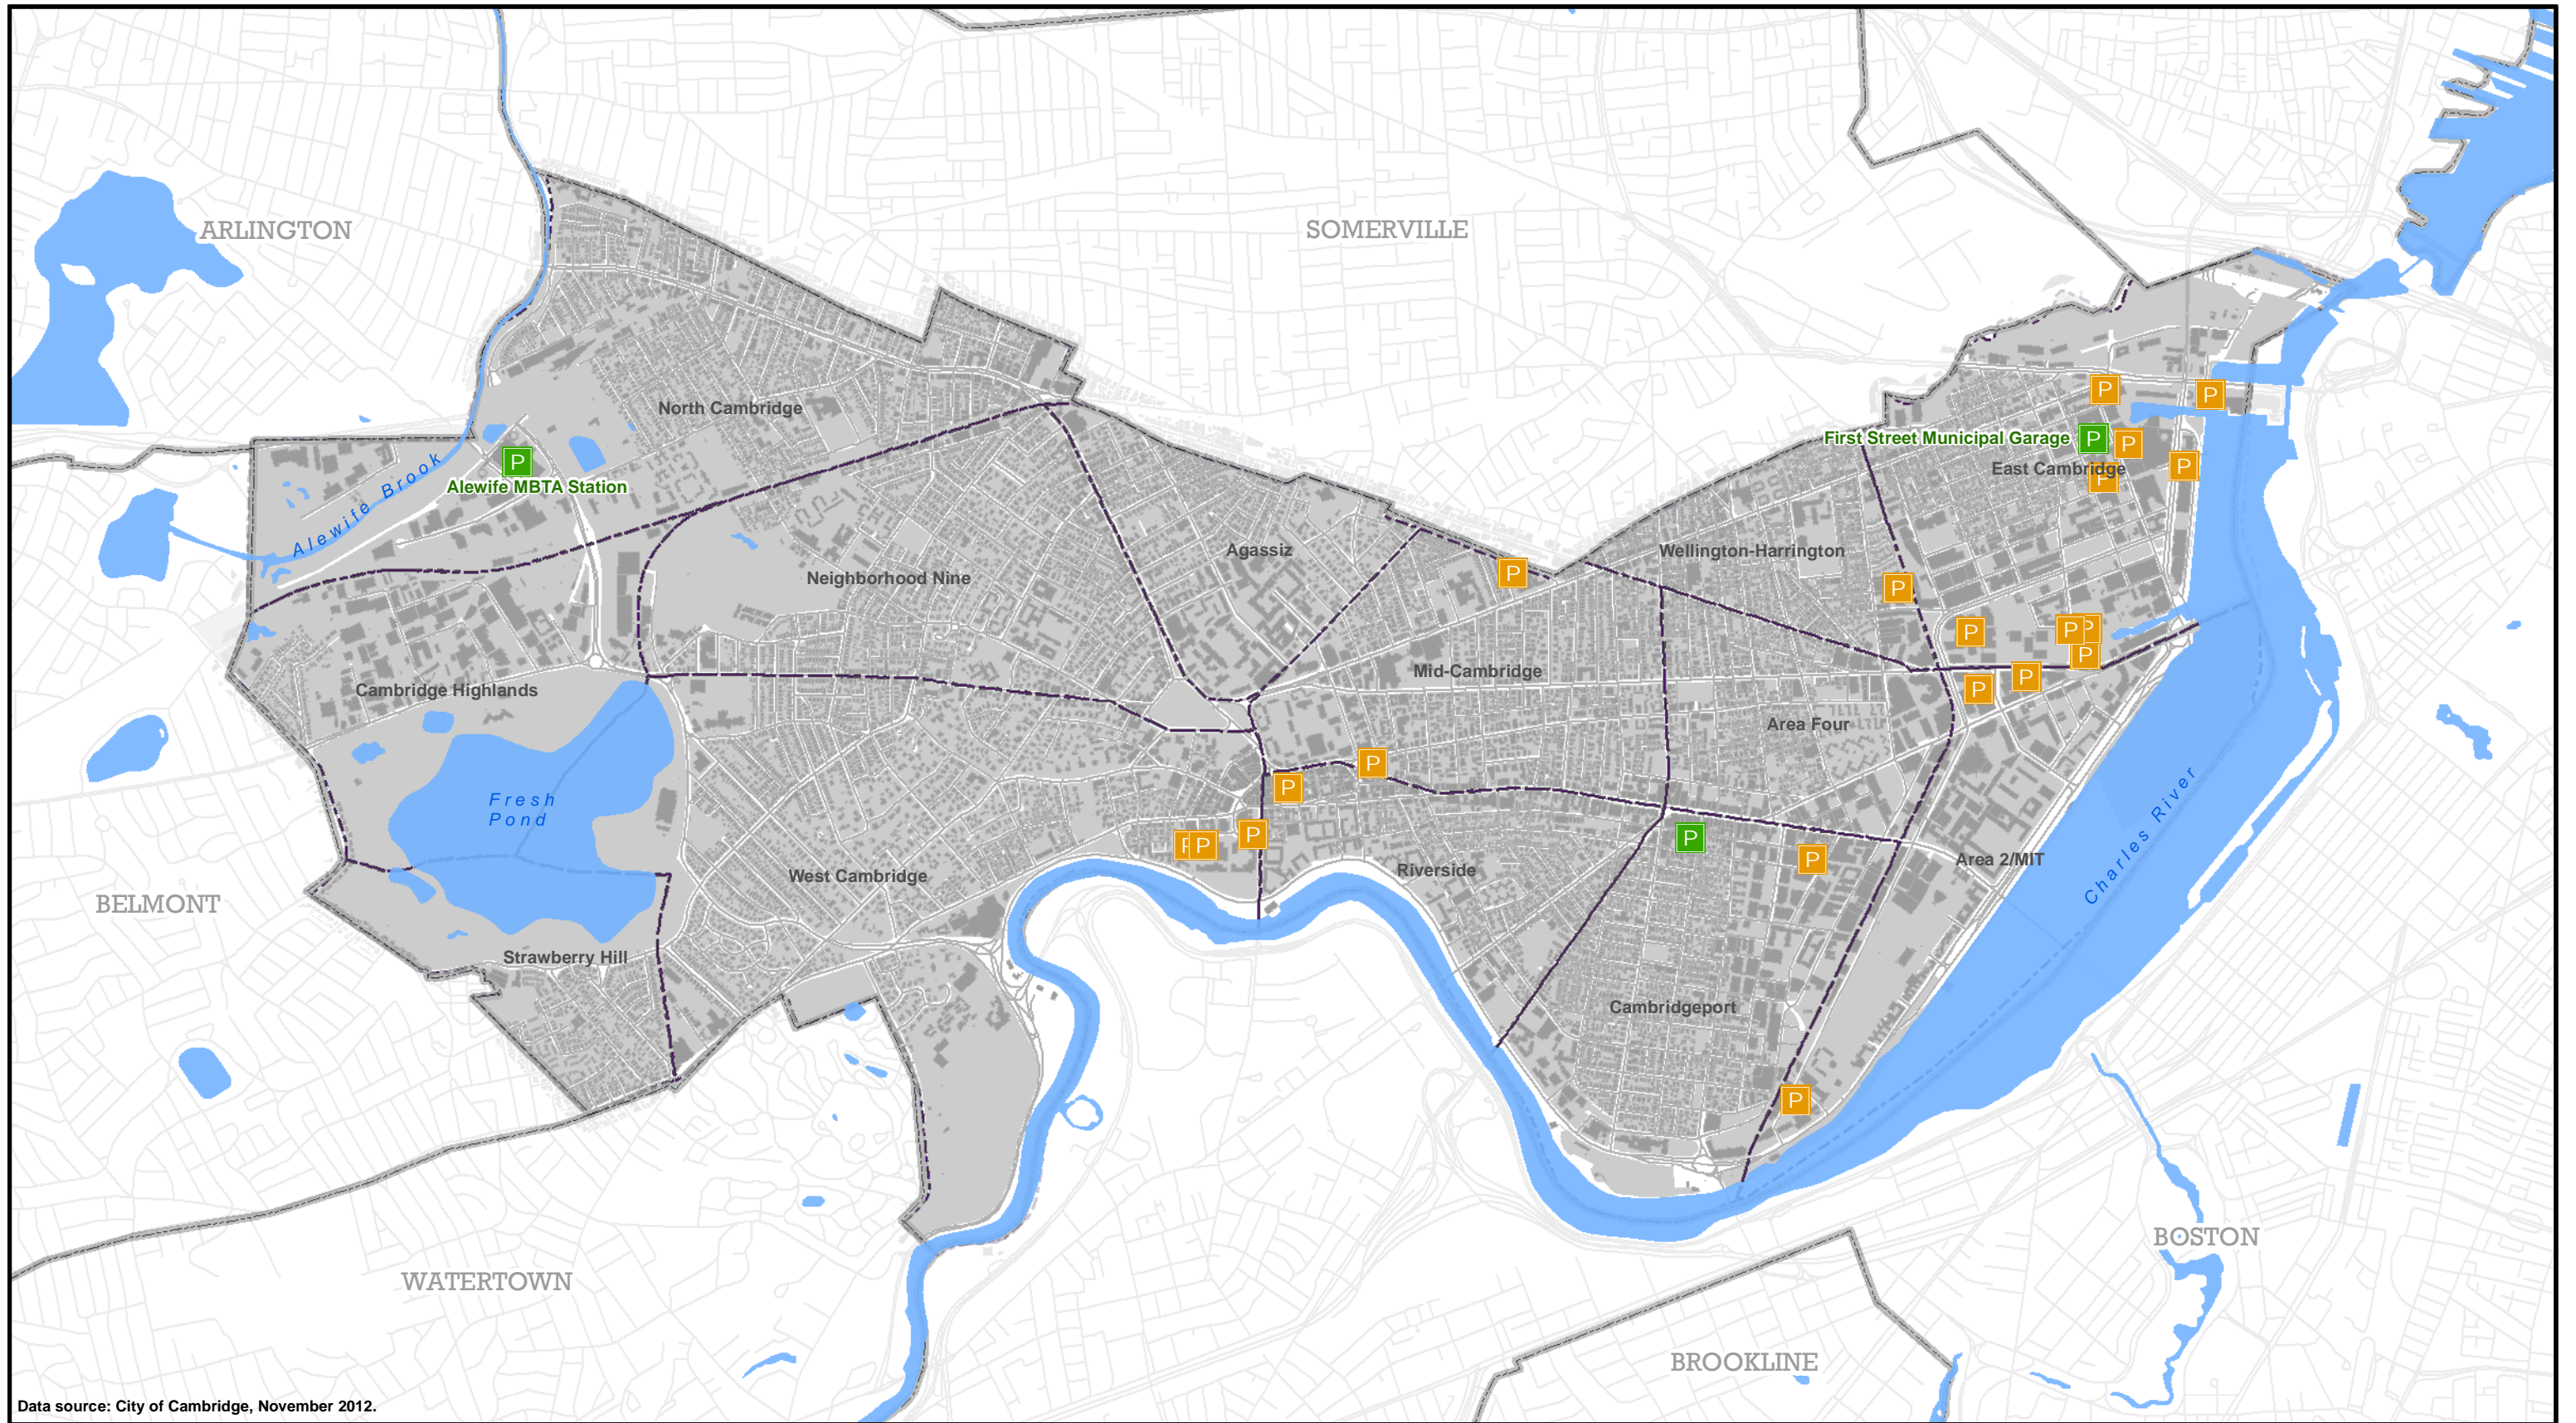 ARLINGTON
SOMERVILLE
P
P
North Cambridge
First Street Municipal Garage
P
P
P
Alewife Brook
P
Alewife MBTA Station
East Cambridge
P
Agassiz
Wellington-Harrington
Neighborhood Nine
P
P
P
P
P
P
Mid-Cambridge
P
P
Cambridge Highlands
Area Four
P
P
Fresh
Pond
P
P
P
P
P
P
Charles River
Area 2/MIT
Riverside
West Cambridge
BELMONT
Strawberry Hill
Cambridgeport
P
BOSTON
WATERTOWN
BROOKLINE
Data source: City of Cambridge, November 2012.